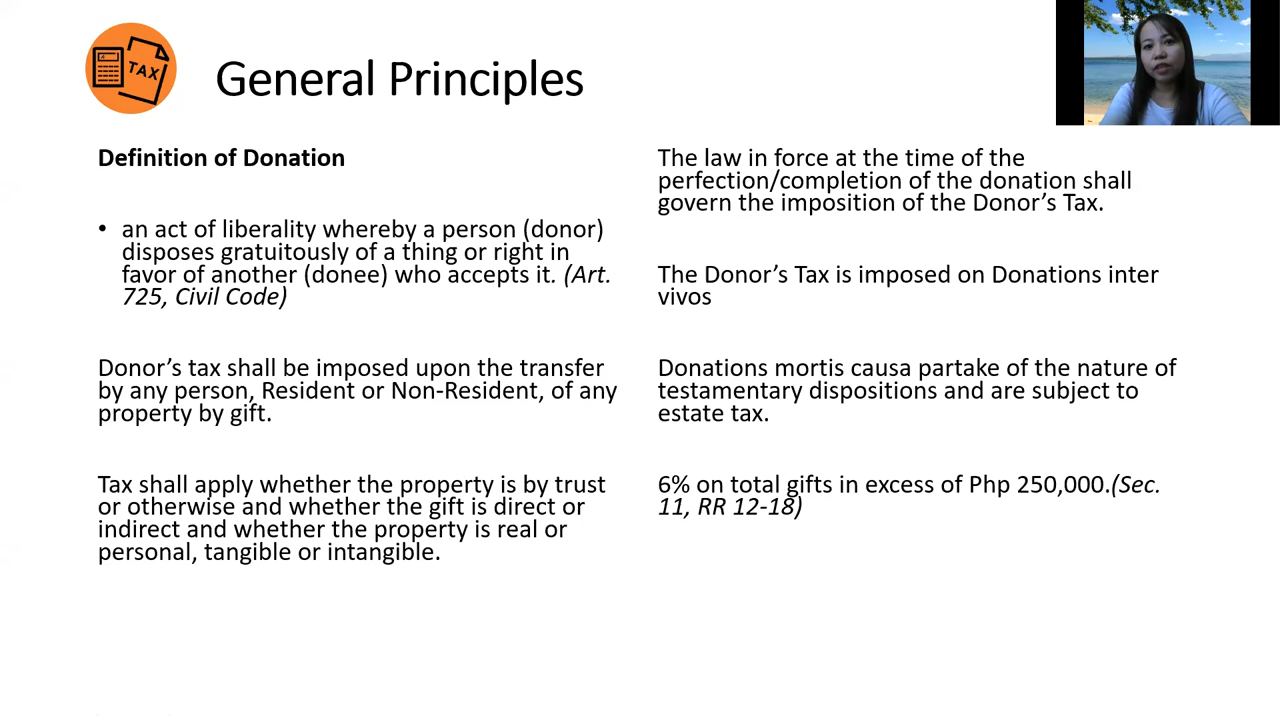 TAX
General Principles
Definition of Donation
• an act of liberality whereby a person (donor)
disposes gratuitously of a thing or right in
favor of another (donee) who accepts it. (Art.
725, Civil Code)
Donor’s tax shall be imposed upon the transfer
by any person, Resident or Non-Resident, of any
property by gift.
Tax shall apply whether the property is by trust
or otherwise and whether the gift is direct or
indirect and whether the property is real or
personal, tangible or intangible.
The law in force at the time of the
perfection/completion of the donation shall
govern the imposition of the Donor’s Tax.
The Donor’s Tax is imposed on Donations inter
vivos
Donations mortis causa partake of the nature of
testamentary dispositions and are subject to
estate tax.
6% on total gifts in excess of Php 250,000.(Sec.
11, RR 12-18)